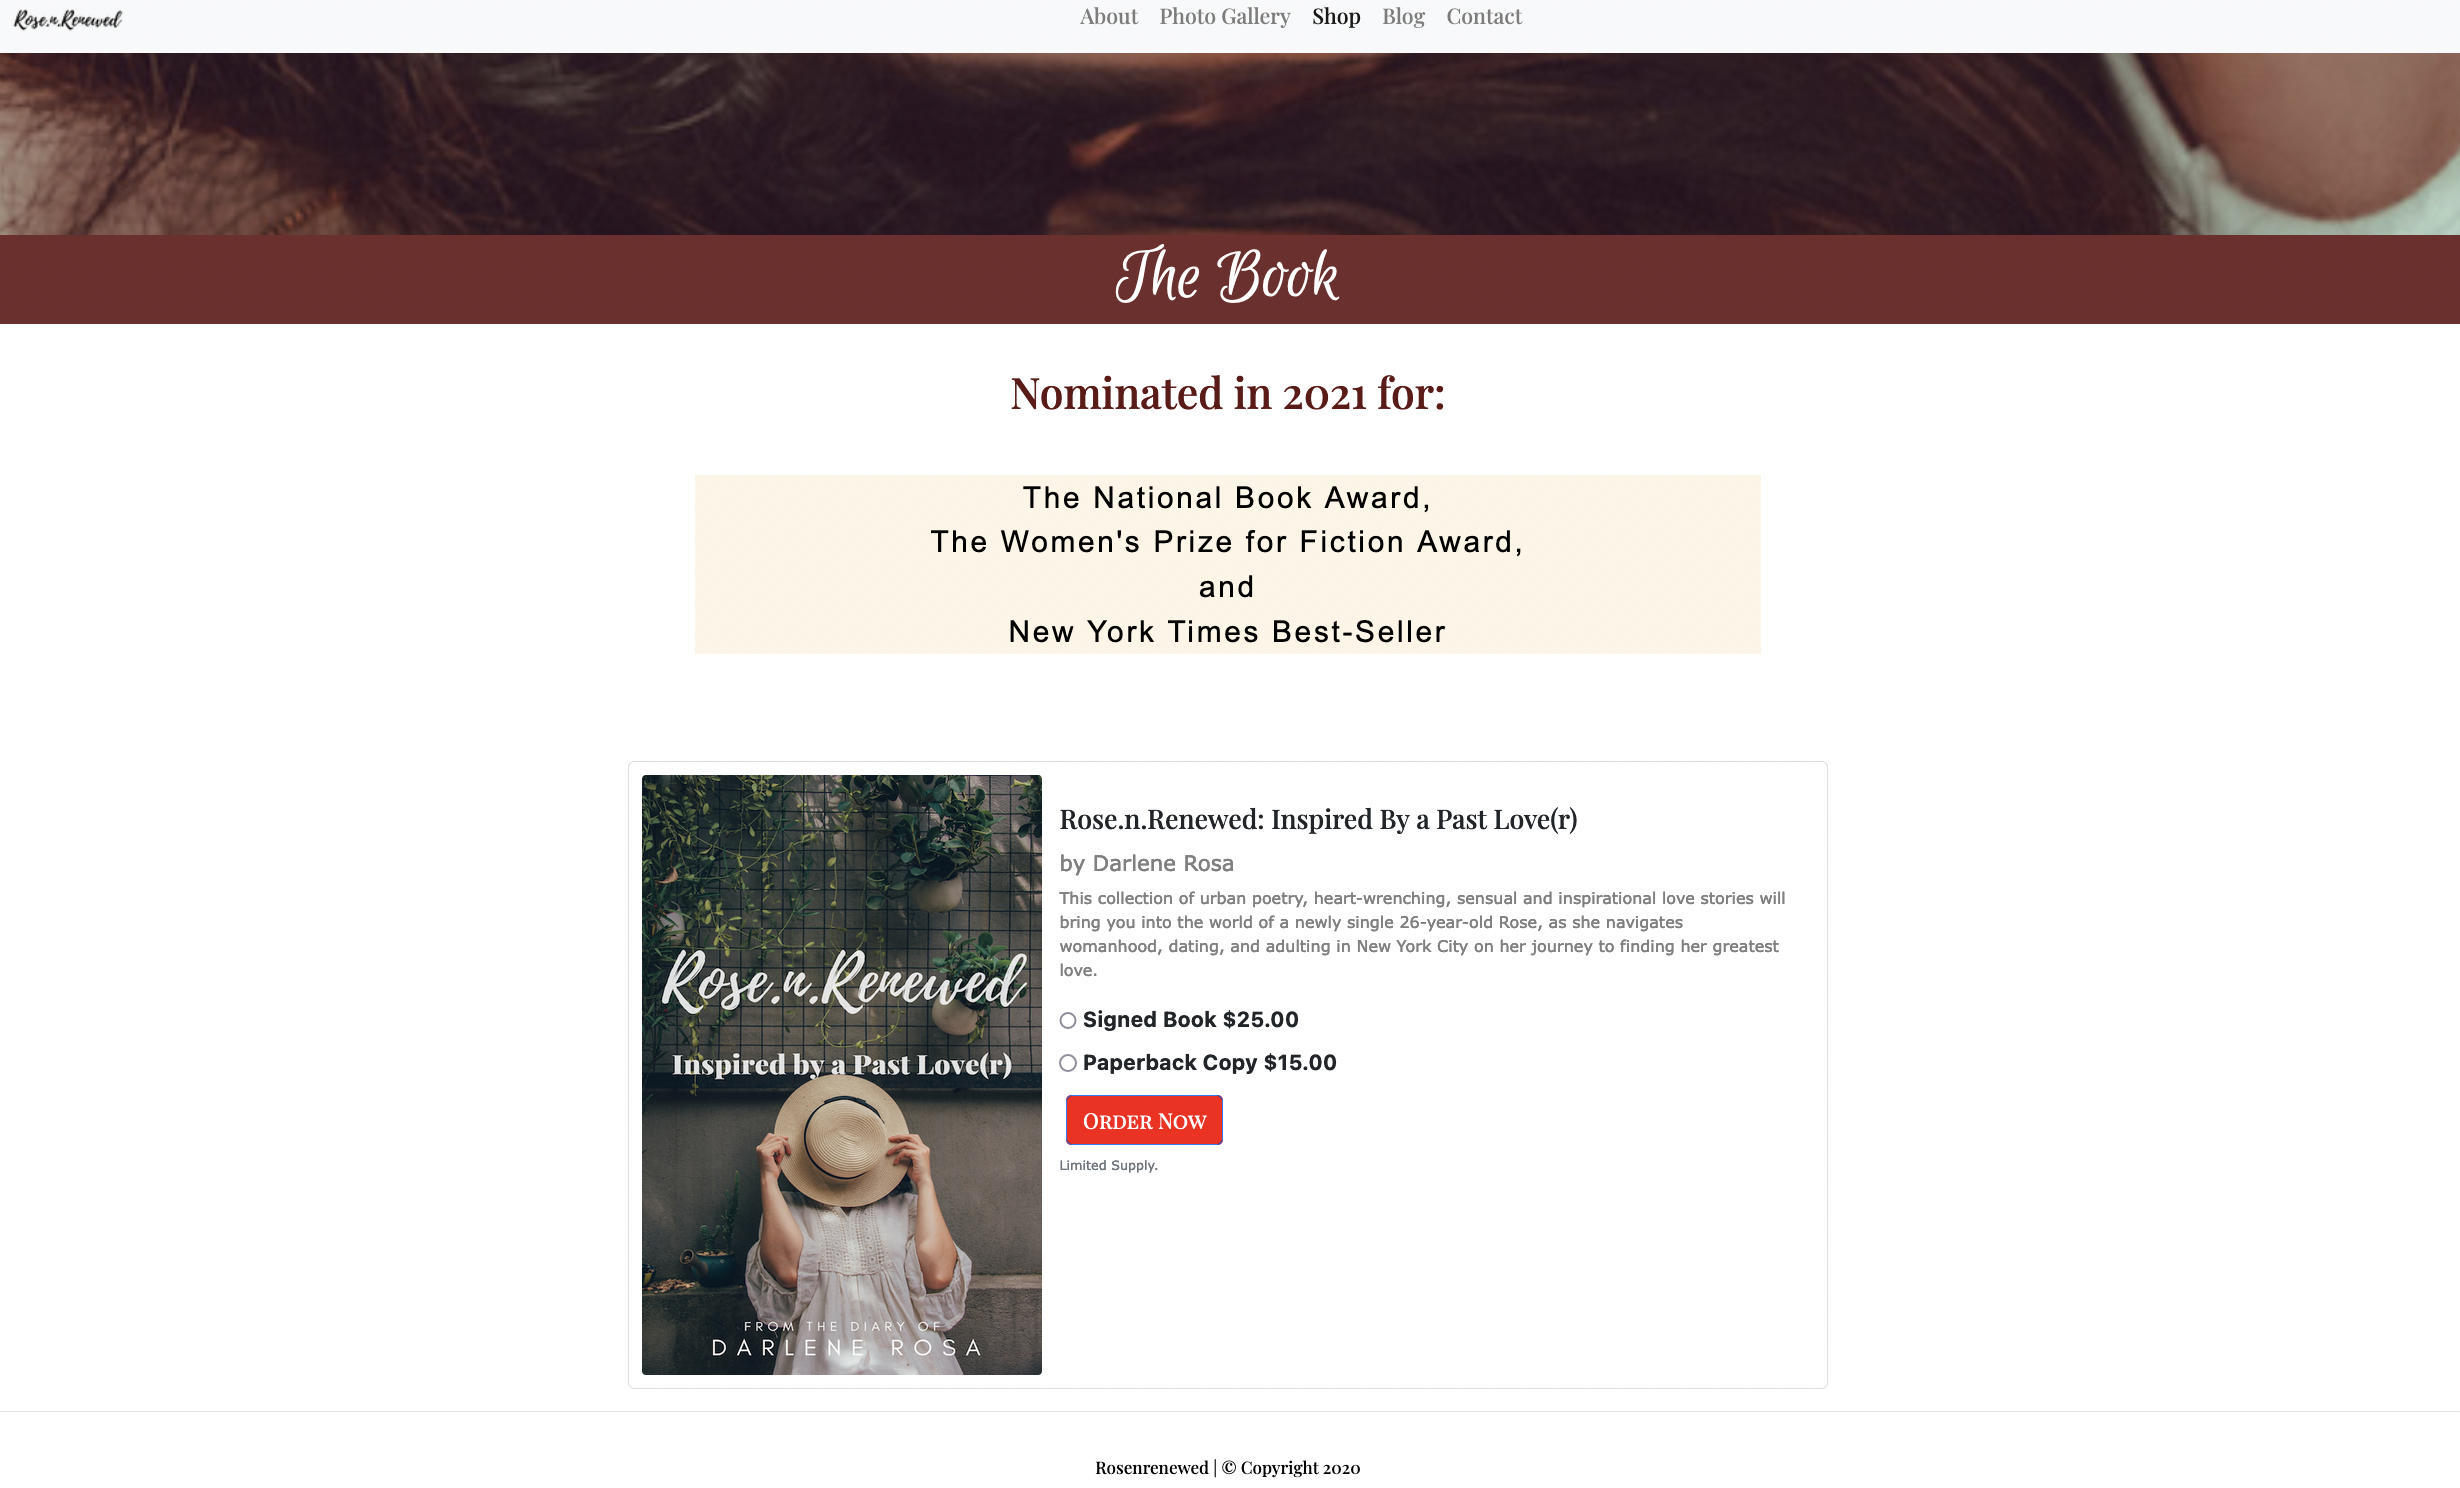 Rose.n.Renewed
About Photo Gallery Shop Blog Contact
The Book
Nominated in 2021 for:
The National Book Award,
The Women's Prize for Fiction Award,
and
New York Times Best-Seller
Rose.n.Renewed
Inspired by a Past Love(r)
FROM THE DIARY OF
DARLENE ROSA
Rose.n.Renewed: Inspired By a Past Love(r)
by Darlene Rosa
This collection of urban poetry, heart-wrenching, sensual and inspirational love stories will
bring you into the world of a newly single 26-year-old Rose, as she navigates
womanhood, dating, and adulting in New York City on her journey to finding her greatest
love.
Signed Book $25.00
Paperback Copy $15.00
Order Now
Limited Supply.
Rosenrenewed | © Copyright 2020